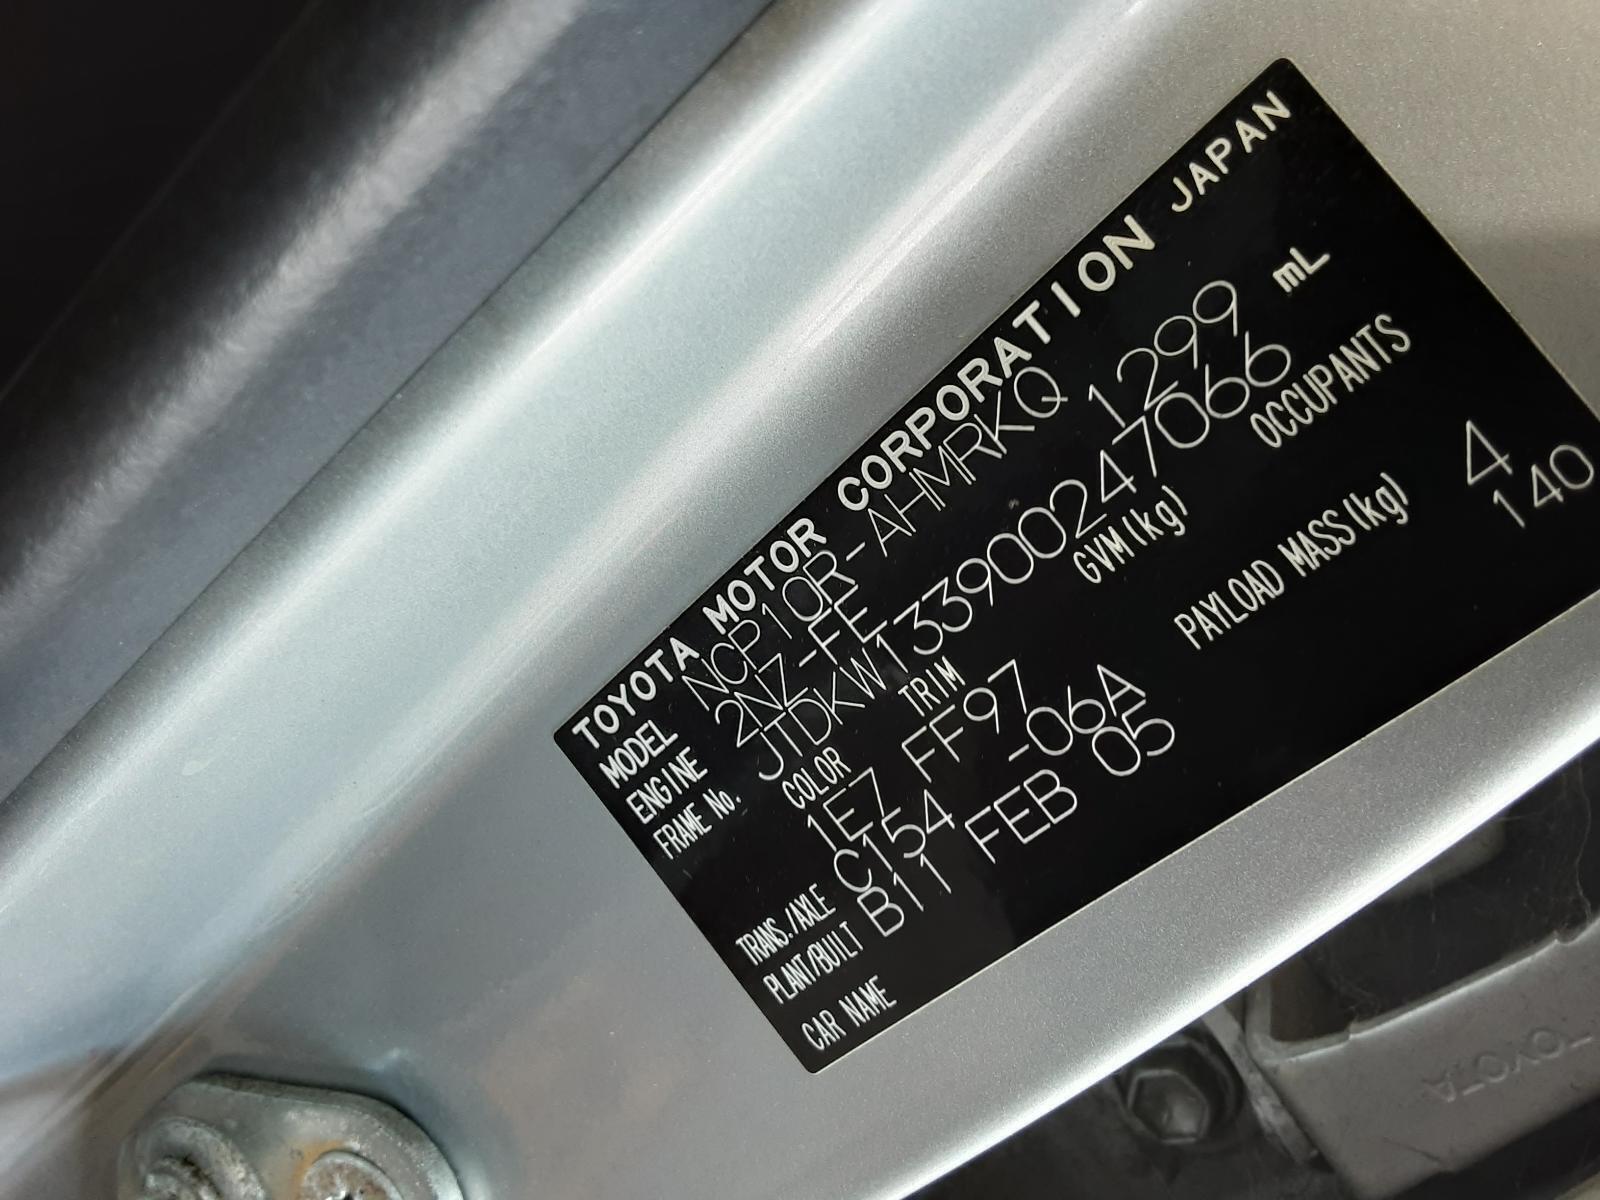 TOYOTA MOTOR CORPORATION JAPAN
MODEL NCP10R-AHMRKQ
ENGINE 2NZ-FE 1299 mL
FRAME No. JTDKW133900247066
COLOR TRIM GVM(kg) OCCUPANTS
1E7 FF97 4
TRANS./AXLE C154 -06A PAYLOAD MASS(kg) 140
PLANT/BUILT B11 FEB 05
CAR NAME
TOYOTA